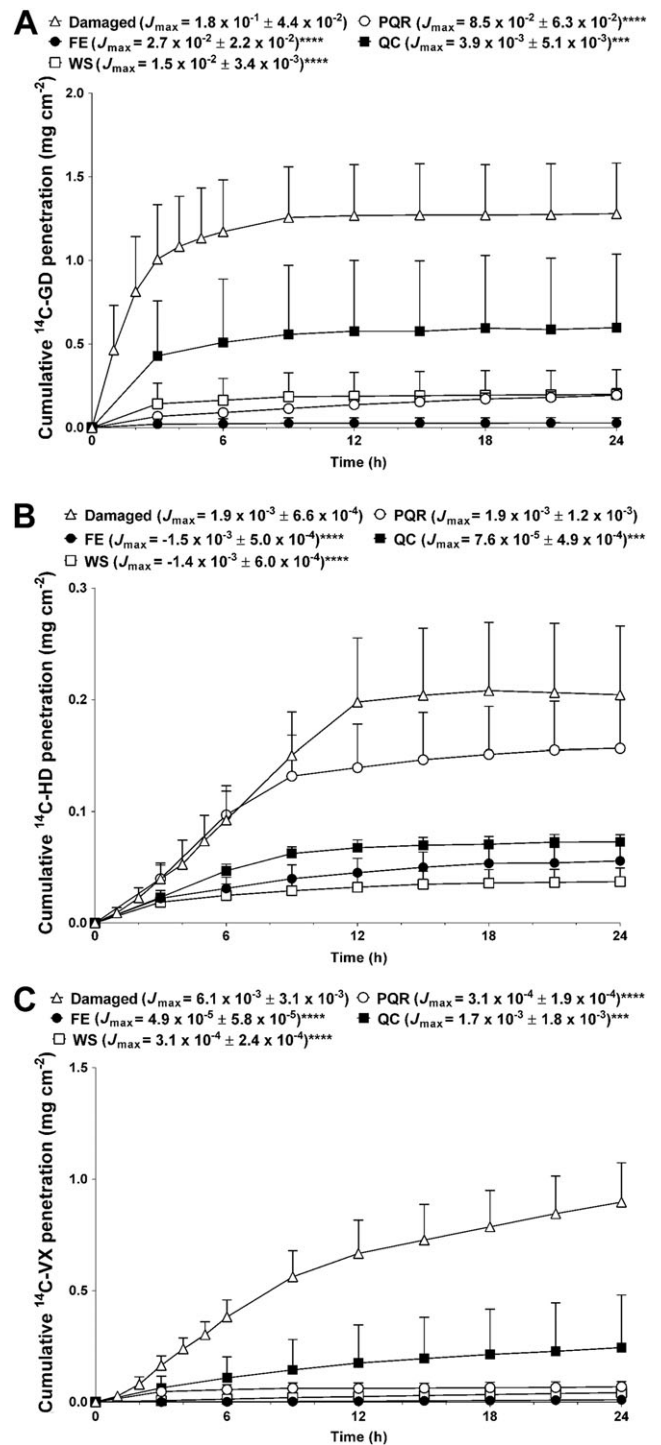 A
△ Damaged (Jmax = 1.8 x 10⁻¹ ± 4.4 x 10⁻²) ○ PQR (Jmax = 8.5 x 10⁻² ± 6.3 x 10⁻²)****
● FE (Jmax = 2.7 x 10⁻² ± 2.2 x 10⁻²)**** ■ QC (Jmax = 3.9 x 10⁻³ ± 5.1 x 10⁻³)***
□ WS (Jmax = 1.5 x 10⁻² ± 3.4 x 10⁻³)****
Cumulative ¹⁴C-GD penetration (mg cm⁻²)
2.0
1.5
1.0
0.5
0.0
0 6 12 18 24
Time (h)
B
△ Damaged (Jmax = 1.9 x 10⁻³ ± 6.6 x 10⁻⁴) ○ PQR (Jmax = 1.9 x 10⁻³ ± 1.2 x 10⁻³)
● FE (Jmax = -1.5 x 10⁻³ ± 5.0 x 10⁻⁴)**** ■ QC (Jmax = 7.6 x 10⁻⁵ ± 4.9 x 10⁻⁴)***
□ WS (Jmax = -1.4 x 10⁻³ ± 6.0 x 10⁻⁴)****
Cumulative ¹⁴C-HD penetration (mg cm⁻²)
0.3
0.2
0.1
0.0
0 6 12 18 24
Time (h)
C
△ Damaged (Jmax = 6.1 x 10⁻³ ± 3.1 x 10⁻³) ○ PQR (Jmax = 3.1 x 10⁻⁴ ± 1.9 x 10⁻⁴)****
● FE (Jmax = 4.9 x 10⁻⁵ ± 5.8 x 10⁻⁵)**** ■ QC (Jmax = 1.7 x 10⁻³ ± 1.8 x 10⁻³)***
□ WS (Jmax = 3.1 x 10⁻⁴ ± 2.4 x 10⁻⁴)****
Cumulative ¹⁴C-VX penetration (mg cm⁻²)
1.5
1.0
0.5
0.0
0 6 12 18 24
Time (h)